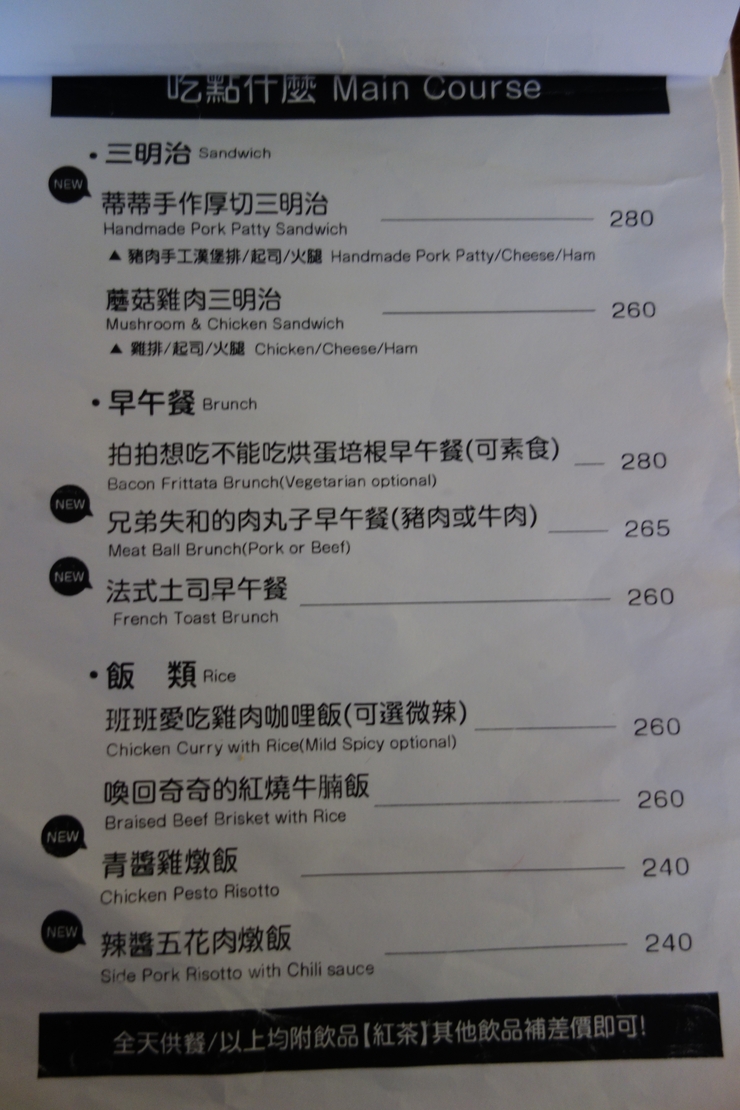 吃點什麼 Main Course
• 三明治 Sandwich
NEW
蒂蒂手作厚切三明治 280
Handmade Pork Patty Sandwich
▲ 豬肉手工漢堡排/起司/火腿 Handmade Pork Patty/Cheese/Ham
蘑菇雞肉三明治 260
Mushroom & Chicken Sandwich
▲ 雞排/起司/火腿 Chicken/Cheese/Ham
• 早午餐 Brunch
拍拍想吃不能吃烘蛋培根早午餐(可素食) 280
Bacon Frittata Brunch(Vegetarian optional)
NEW
兄弟失和的肉丸子早午餐(豬肉或牛肉) 265
Meat Ball Brunch(Pork or Beef)
NEW
法式土司早午餐 260
French Toast Brunch
• 飯 類 Rice
班班愛吃雞肉咖哩飯(可選微辣) 260
Chicken Curry with Rice(Mild Spicy optional)
喚回奇奇的紅燒牛腩飯 260
Braised Beef Brisket with Rice
NEW
青醬雞燉飯 240
Chicken Pesto Risotto
NEW
辣醬五花肉燉飯 240
Side Pork Risotto with Chili sauce
全天供餐/以上均附飲品【紅茶】其他飲品補差價即可!